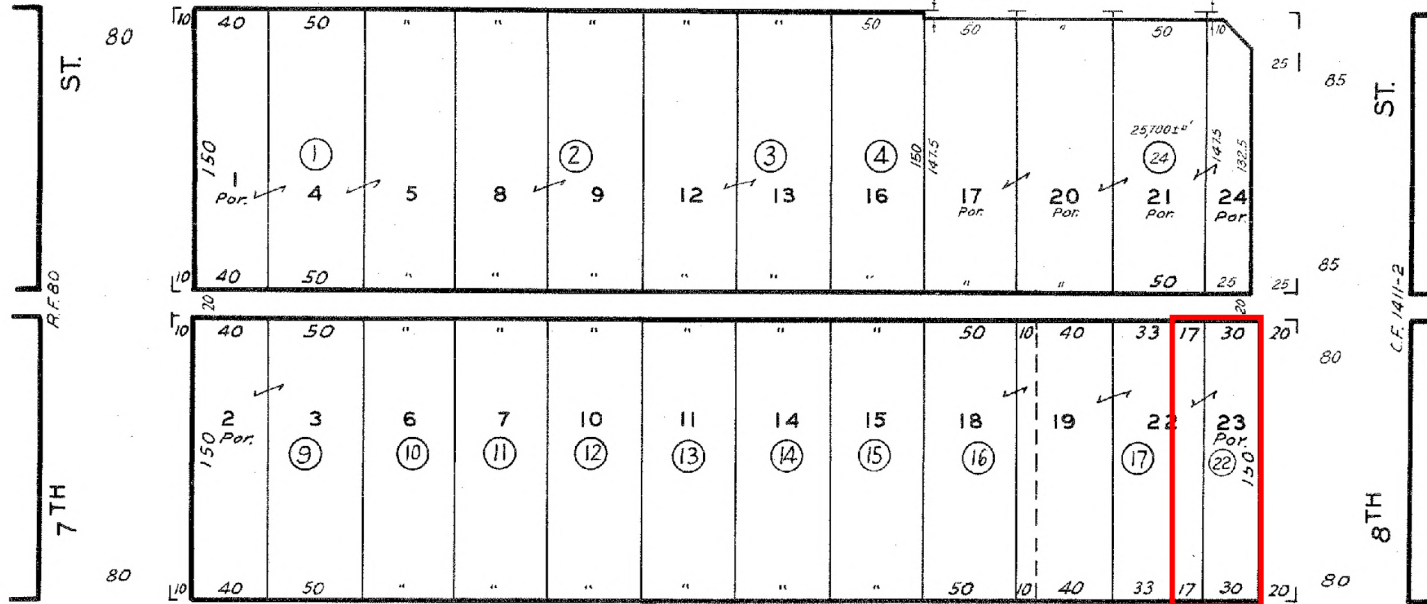 10 40 50 " " " " " 50 50 " 50 10
80 25 85
ST. ST.
25,700±□'
150 1 2 3 4 150 147.5 24 147.5 132.5
1 4 5 8 9 12 13 16 17 20 21 24
Por. Por. Por. Por. Por.
85
10 40 50 " " " " " " " " 50 25 25
R.F. 80 20 20 C.F. 1411-2
10 40 50 " " " " " " 50 10 40 33 17 30 20
80
2 3 6 7 10 11 14 15 18 19 22 23
Por. Por.
150 9 10 11 12 13 14 15 16 17 22 150
7TH 8TH
80 80
10 40 50 " " " " " " 50 10 40 33 17 30 20